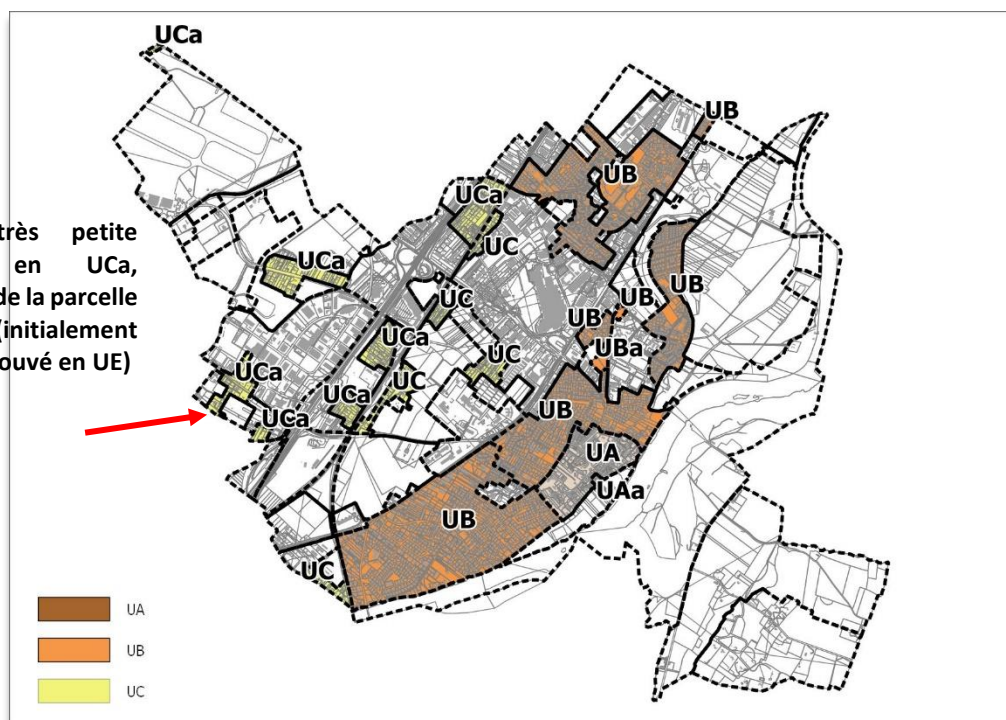 UCa
UB
UB
UCa
très petite
en UCa,
UC
UCa
de la parcelle
UB
(initialement
UC
UB
UB
ouvé en UE)
UBa
UC
UCa
UCa
UC
UCa
UB
UA
UAa
UB
UC
UA
UB
UC